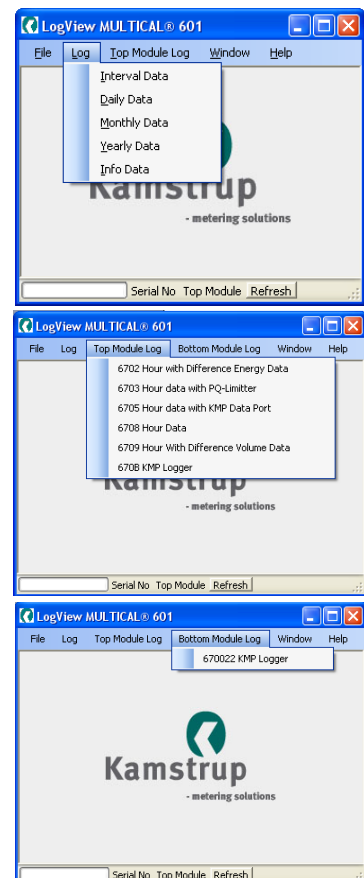 LogView MULTICAL® 601
File Log Top Module Log Window Help
Interval Data
Daily Data
Monthly Data
Yearly Data
Info Data
Kamstrup
- metering solutions
Serial No Top Module Refresh
LogView MULTICAL® 601
File Log Top Module Log Bottom Module Log Window Help
6702 Hour with Difference Energy Data
6703 Hour data with PQ-Limitter
6705 Hour data with KMP Data Port
6708 Hour Data
6709 Hour With Difference Volume Data
670B KMP Logger
Kamstrup
- metering solutions
Serial No Top Module Refresh
LogView MULTICAL® 601
File Log Top Module Log Bottom Module Log Window Help
670022 KMP Logger
Kamstrup
- metering solutions
Serial No Top Module Refresh